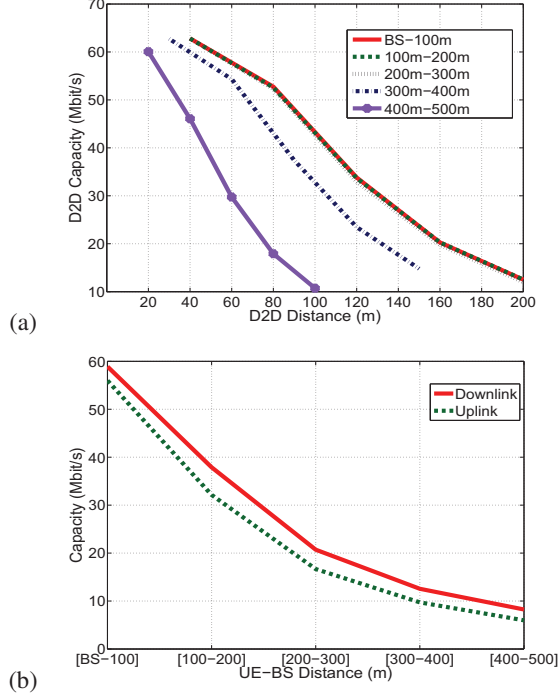 70
60
50
40
30
20
10
D2D Capacity (Mbit/s)
BS−100m
100m−200m
200m−300m
300m−400m
400m−500m
20 40 60 80 100 120 140 160 180 200
D2D Distance (m)
(a)
60
50
40
30
20
10
0
Capacity (Mbit/s)
Downlink
Uplink
[BS−100] [100−200] [200−300] [300−400] [400−500]
UE−BS Distance (m)
(b)